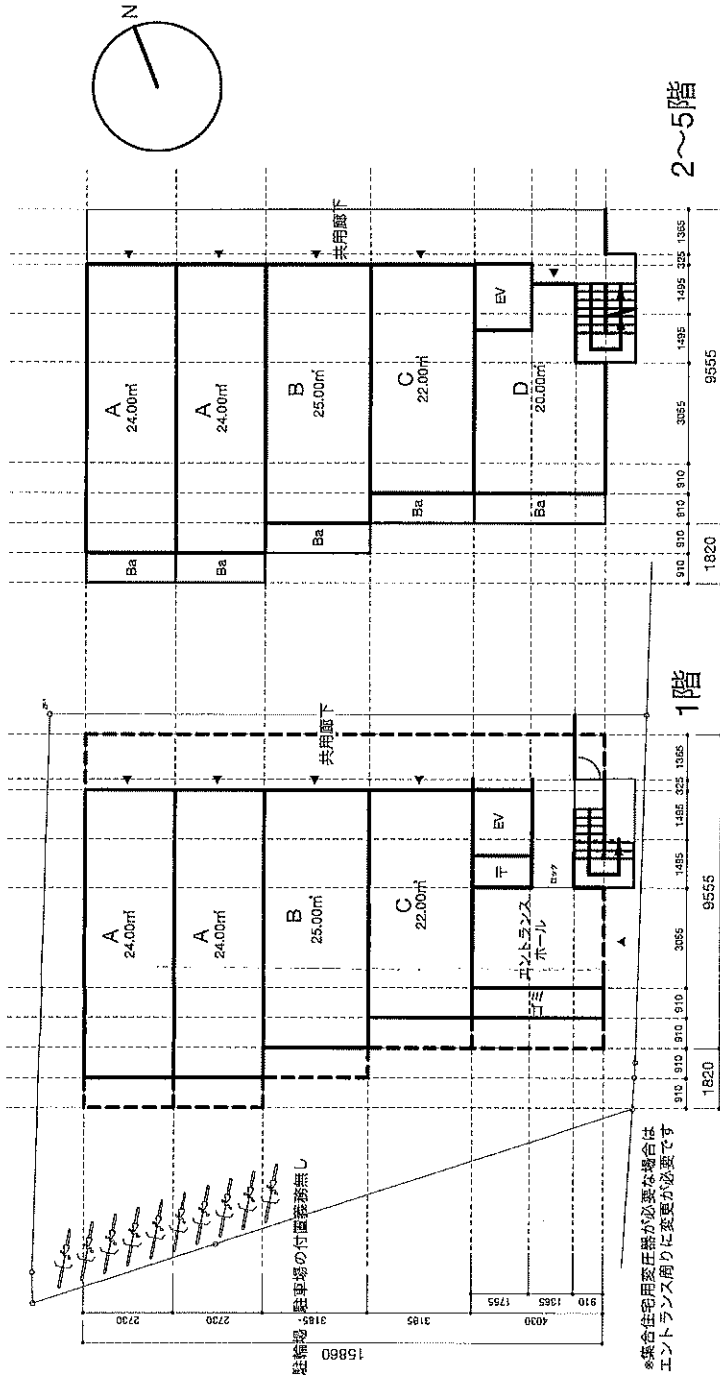 N
2～5階
共用廊下
A
24.00㎡
A
24.00㎡
B
25.00㎡
C
22.00㎡
D
20.00㎡
EV
Ba
Ba
Ba
Ba
Ba
910
910
910
3055
1495
1495
325
1365
1820
9555
1階
共用廊下
A
24.00㎡
A
24.00㎡
B
25.00㎡
C
22.00㎡
EV
〒
ロック
エントランス
ホール
ゴミ
910
910
910
3055
1495
1495
325
1365
1820
9555
駐輪場・駐車場の付置義務無し
2730
2730
3185
3185
4030
1755
1365
910
15860
※集合住宅用変圧器が必要な場合は
エントランス周りに変更が必要です